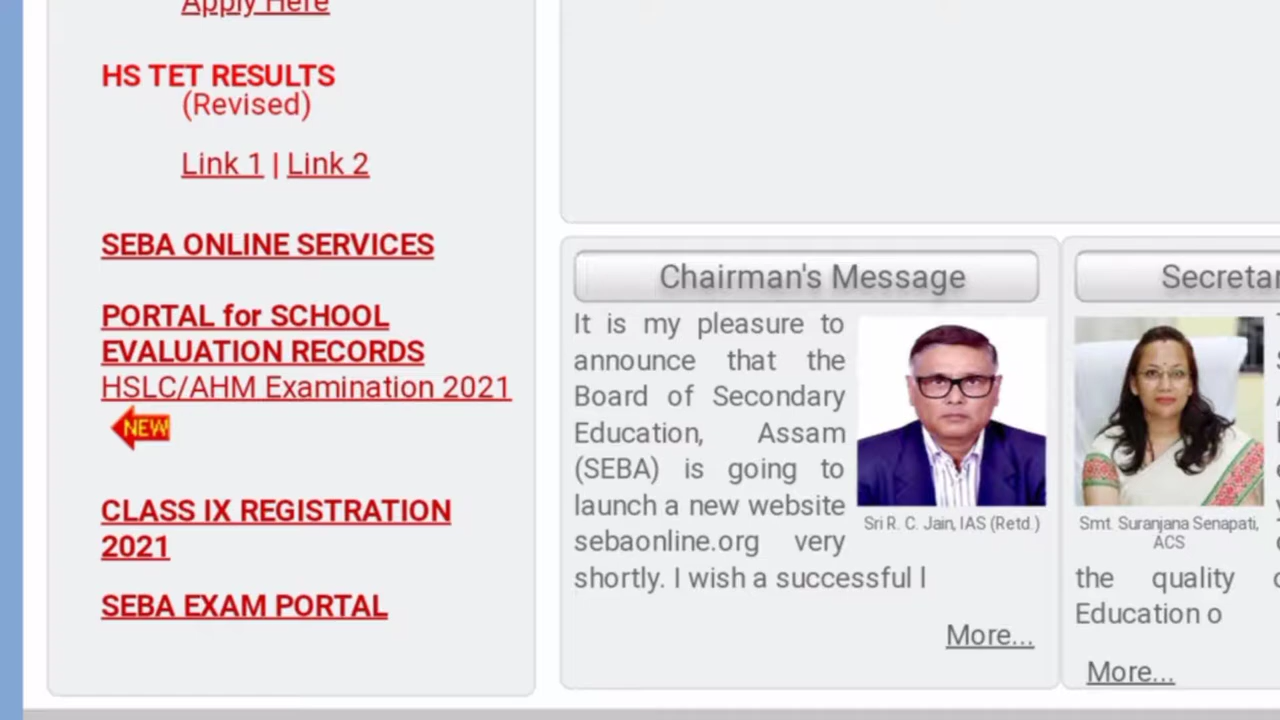 Apply Here
HS TET RESULTS
(Revised)
Link 1 | Link 2
SEBA ONLINE SERVICES
PORTAL for SCHOOL
EVALUATION RECORDS
HSLC/AHM Examination 2021
NEW
CLASS IX REGISTRATION
2021
SEBA EXAM PORTAL
Chairman's Message
It is my pleasure to
announce that the
Board of Secondary
Education, Assam
(SEBA) is going to
launch a new website
sebaonline.org very
shortly. I wish a successful l
Sri R. C. Jain, IAS (Retd.)
More...
Secretar
Smt. Suranjana Senapati,
ACS
the quality
Education o
More...